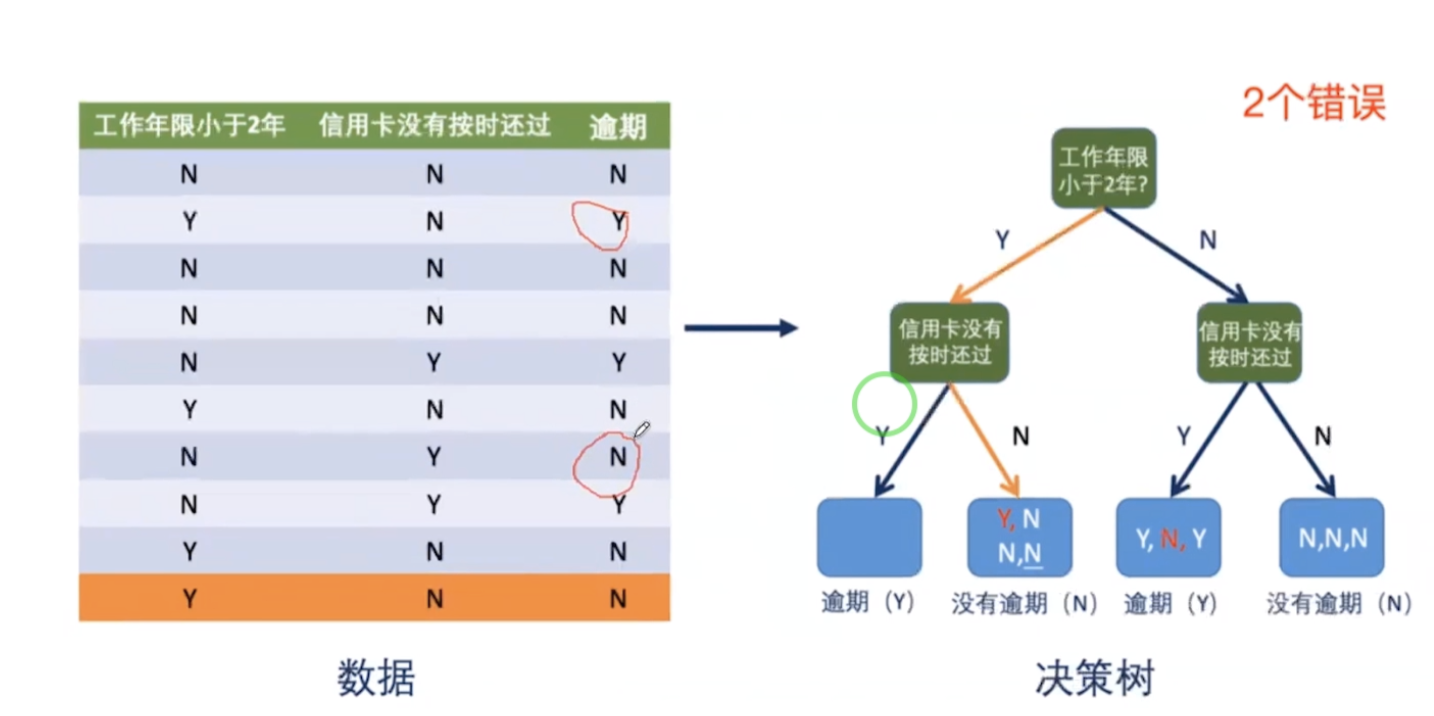 2个错误
工作年限小于2年 信用卡没有按时还过 逾期
N N N
Y N Y
N N N
N N N
N Y Y
Y N N
N Y N
N Y Y
Y N N
Y N N
数据
工作年限
小于2年?
Y N
信用卡没有
按时还过
信用卡没有
按时还过
Y N Y N
Y, N
N,N
Y, N, Y
N,N,N
逾期（Y） 没有逾期（N） 逾期（Y） 没有逾期（N）
决策树